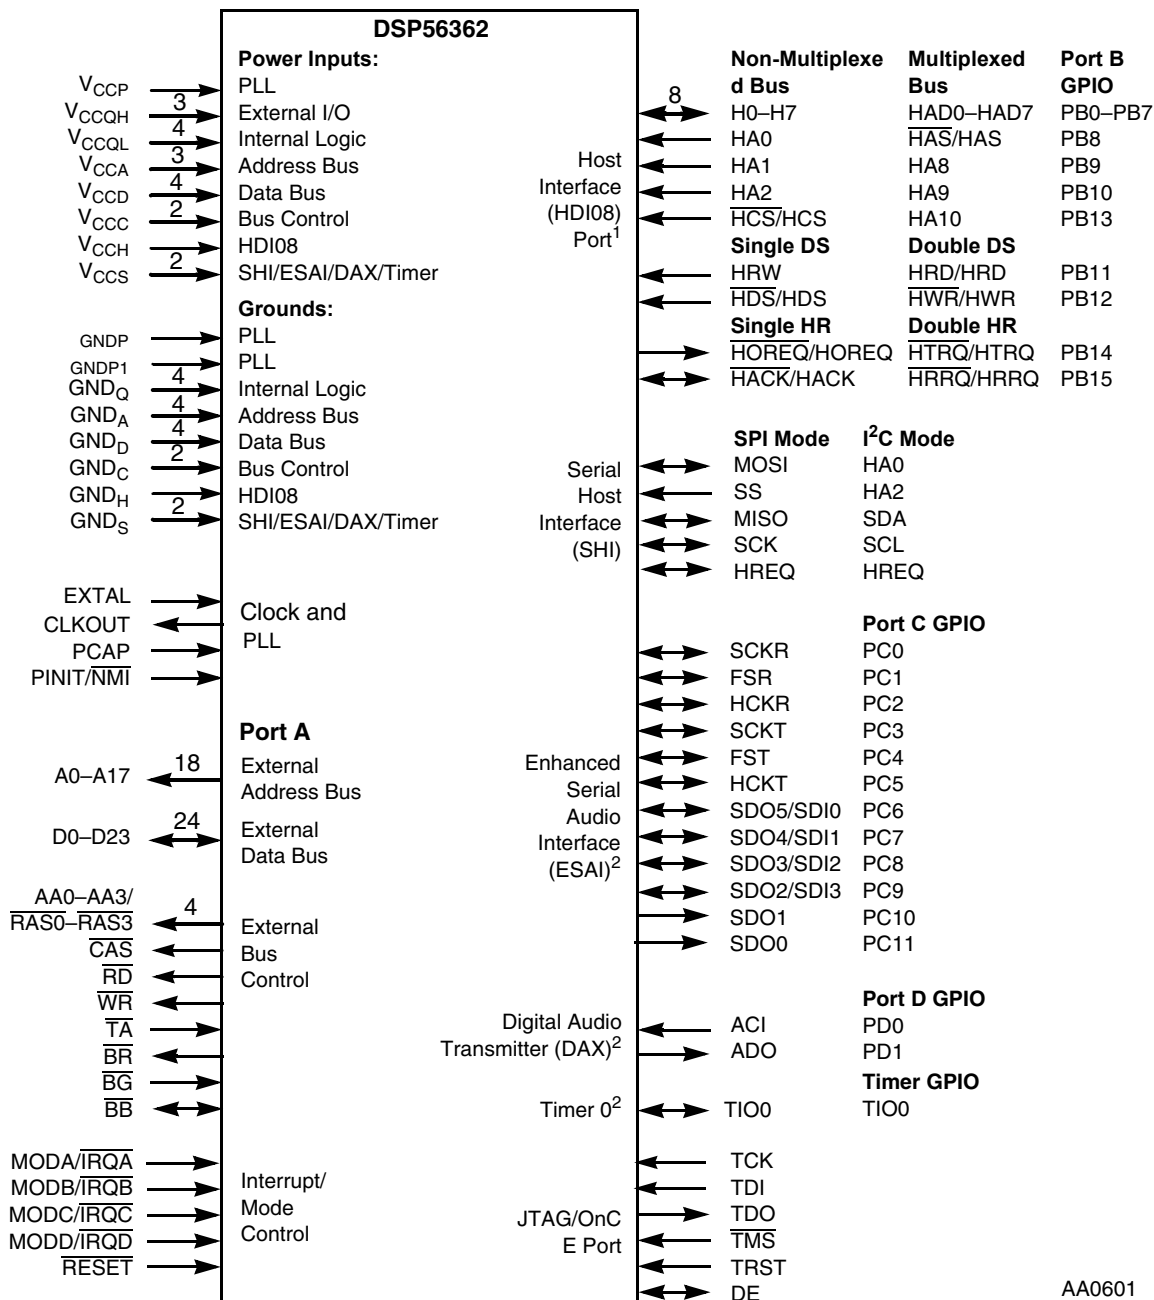 DSP56362
Power Inputs:
VCCP PLL
VCCQH 3 External I/O
VCCQL 4 Internal Logic
VCCA 3 Address Bus
VCCD 4 Data Bus
VCCC 2 Bus Control
VCCH HDI08
VCCS 2 SHI/ESAI/DAX/Timer
Grounds:
GNDP PLL
GNDP1 PLL
GNDQ 4 Internal Logic
GNDA 4 Address Bus
GNDD 4 Data Bus
GNDC 2 Bus Control
GNDH HDI08
GNDS 2 SHI/ESAI/DAX/Timer
EXTAL
CLKOUT
PCAP
PINIT/NMI
Clock and
PLL
Port A
A0–A17 18 External
Address Bus
D0–D23 24 External
Data Bus
AA0–AA3/
RAS0–RAS3 4
CAS
RD
WR
TA
BR
BG
BB
External
Bus
Control
MODA/IRQA
MODB/IRQB
MODC/IRQC
MODD/IRQD
RESET
Interrupt/
Mode
Control
Host
Interface
(HDI08)
Port1
Non-Multiplexe Multiplexed Port B
d Bus Bus GPIO
8 H0–H7 HAD0–HAD7 PB0–PB7
HA0 HAS/HAS PB8
HA1 HA8 PB9
HA2 HA9 PB10
HCS/HCS HA10 PB13
Single DS Double DS
HRW HRD/HRD PB11
HDS/HDS HWR/HWR PB12
Single HR Double HR
HOREQ/HOREQ HTRQ/HTRQ PB14
HACK/HACK HRRQ/HRRQ PB15
Serial
Host
Interface
(SHI)
SPI Mode I2C Mode
MOSI HA0
SS HA2
MISO SDA
SCK SCL
HREQ HREQ
Enhanced
Serial
Audio
Interface
(ESAI)2
Port C GPIO
SCKR PC0
FSR PC1
HCKR PC2
SCKT PC3
FST PC4
HCKT PC5
SDO5/SDI0 PC6
SDO4/SDI1 PC7
SDO3/SDI2 PC8
SDO2/SDI3 PC9
SDO1 PC10
SDO0 PC11
Digital Audio
Transmitter (DAX)2
Port D GPIO
ACI PD0
ADO PD1
Timer GPIO
Timer 02 TIO0 TIO0
JTAG/OnC
E Port
TCK
TDI
TDO
TMS
TRST
DE
AA0601